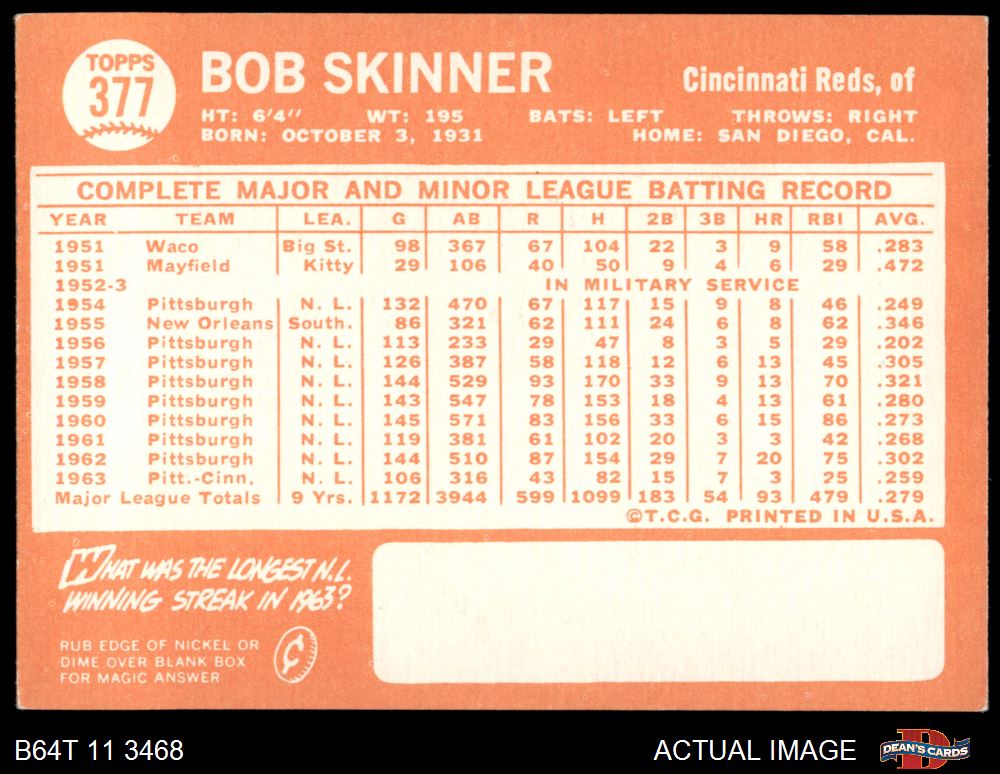 TOPPS
377
BOB SKINNER
Cincinnati Reds, of
HT: 6'4" WT: 195 BATS: LEFT THROWS: RIGHT
BORN: OCTOBER 3, 1931 HOME: SAN DIEGO, CAL.
COMPLETE MAJOR AND MINOR LEAGUE BATTING RECORD
YEAR TEAM LEA. G AB R H 2B 3B HR RBI AVG.
1951 Waco Big St. 98 367 67 104 22 3 9 58 .283
1951 Mayfield Kitty 29 106 40 50 9 4 6 29 .472
1952-3 IN MILITARY SERVICE
1954 Pittsburgh N. L. 132 470 67 117 15 9 8 46 .249
1955 New Orleans South. 86 321 62 111 24 6 8 62 .346
1956 Pittsburgh N. L. 113 233 29 47 8 3 5 29 .202
1957 Pittsburgh N. L. 126 387 58 118 12 6 13 45 .305
1958 Pittsburgh N. L. 144 529 93 170 33 9 13 70 .321
1959 Pittsburgh N. L. 143 547 78 153 18 4 13 61 .280
1960 Pittsburgh N. L. 145 571 83 156 33 6 15 86 .273
1961 Pittsburgh N. L. 119 381 61 102 20 3 3 42 .268
1962 Pittsburgh N. L. 144 510 87 154 29 7 20 75 .302
1963 Pitt.-Cinn. N. L. 106 316 43 82 15 7 3 25 .259
Major League Totals 9 Yrs. 1172 3944 599 1099 183 54 93 479 .279
©T.C.G. PRINTED IN U.S.A.
WHAT WAS THE LONGEST N.L.
WINNING STREAK IN 1963?
RUB EDGE OF NICKEL OR
DIME OVER BLANK BOX
FOR MAGIC ANSWER
¢
B64T 11 3468
ACTUAL IMAGE
DEAN'S CARDS